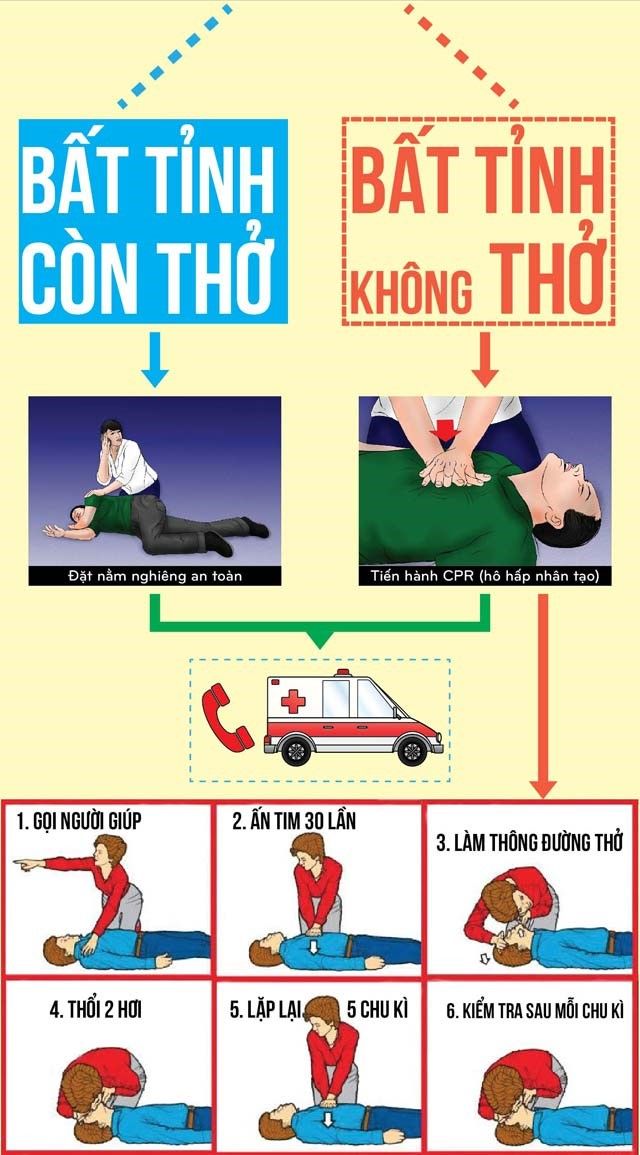 BẤT TỈNH
CÒN THỞ
BẤT TỈNH
KHÔNG THỞ
Đặt nằm nghiêng an toàn
Tiến hành CPR (hô hấp nhân tạo)
1. GỌI NGƯỜI GIÚP
2. ẤN TIM 30 LẦN
3. LÀM THÔNG ĐƯỜNG THỞ
4. THỔI 2 HƠI
5. LẶP LẠI 5 CHU KÌ
6. KIỂM TRA SAU MỖI CHU KÌ